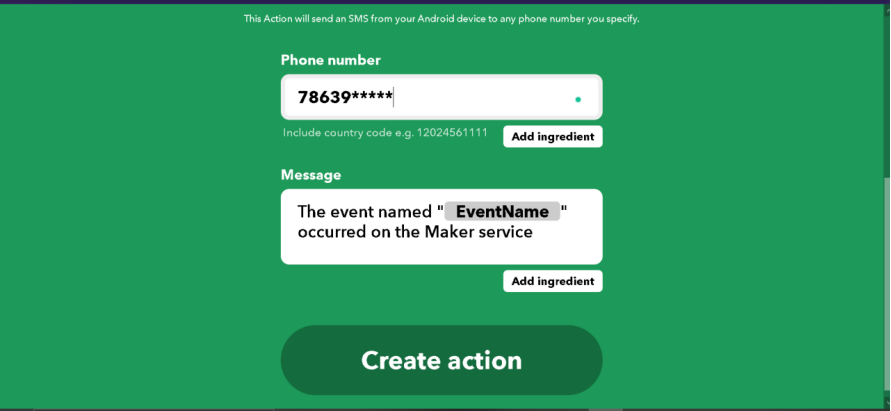 This Action will send an SMS from your Android device to any phone number you specify.
Phone number
78639*****
Include country code e.g. 12024561111
Add ingredient
Message
The event named " EventName "
occurred on the Maker service
Add ingredient
Create action